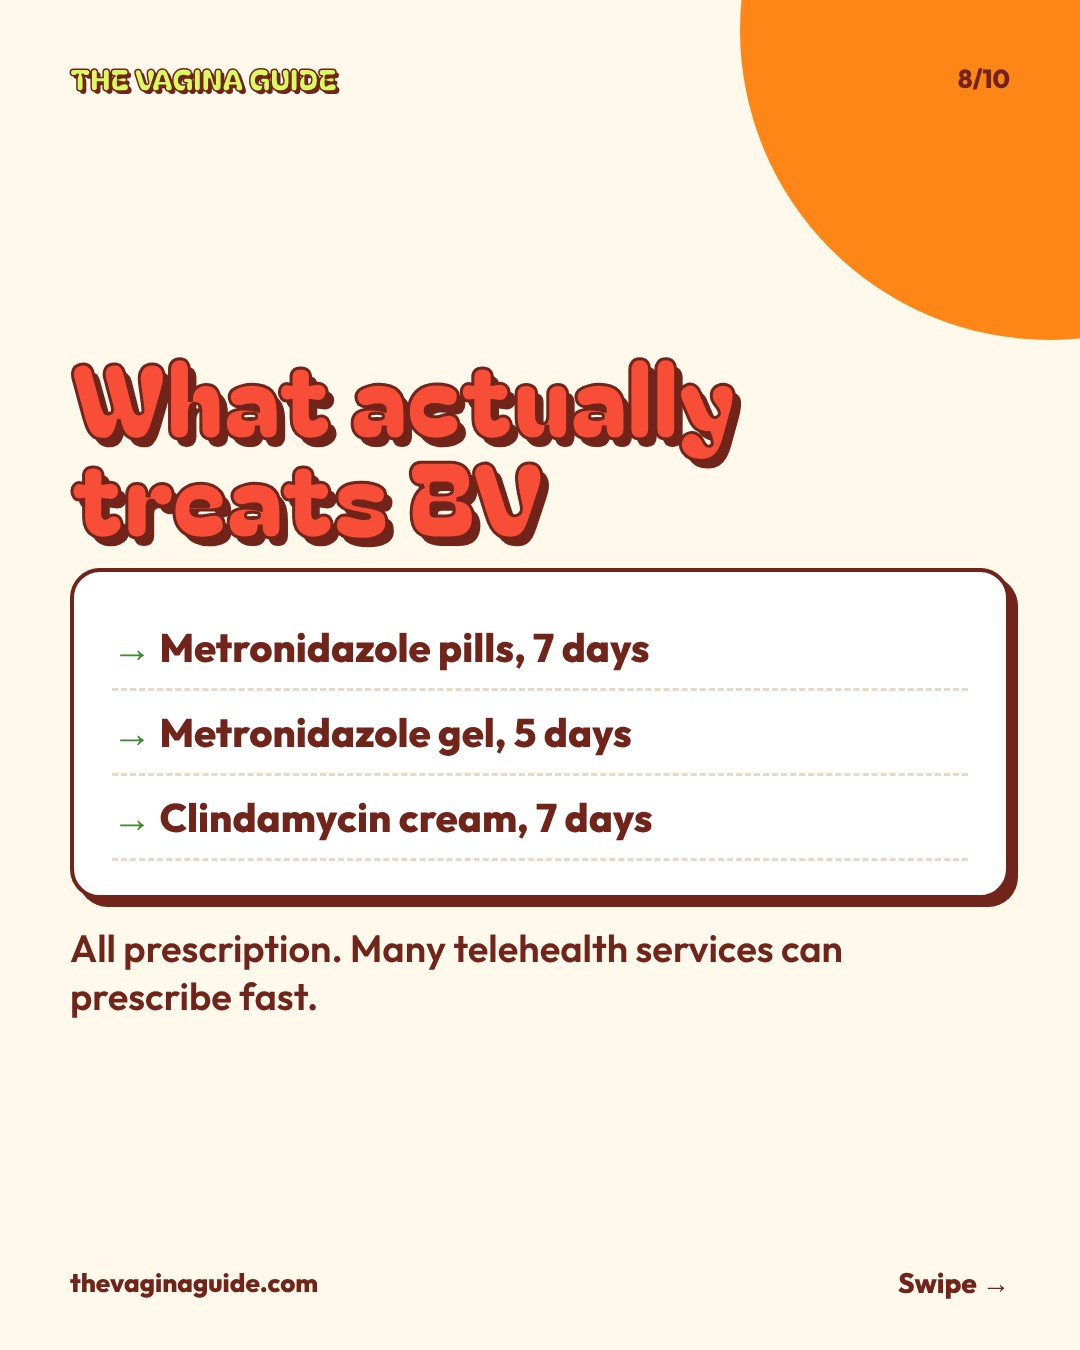 THE VAGINA GUIDE
8/10
What actually
treats BV
→ Metronidazole pills, 7 days
→ Metronidazole gel, 5 days
→ Clindamycin cream, 7 days
All prescription. Many telehealth services can
prescribe fast.
thevaginaguide.com
Swipe →